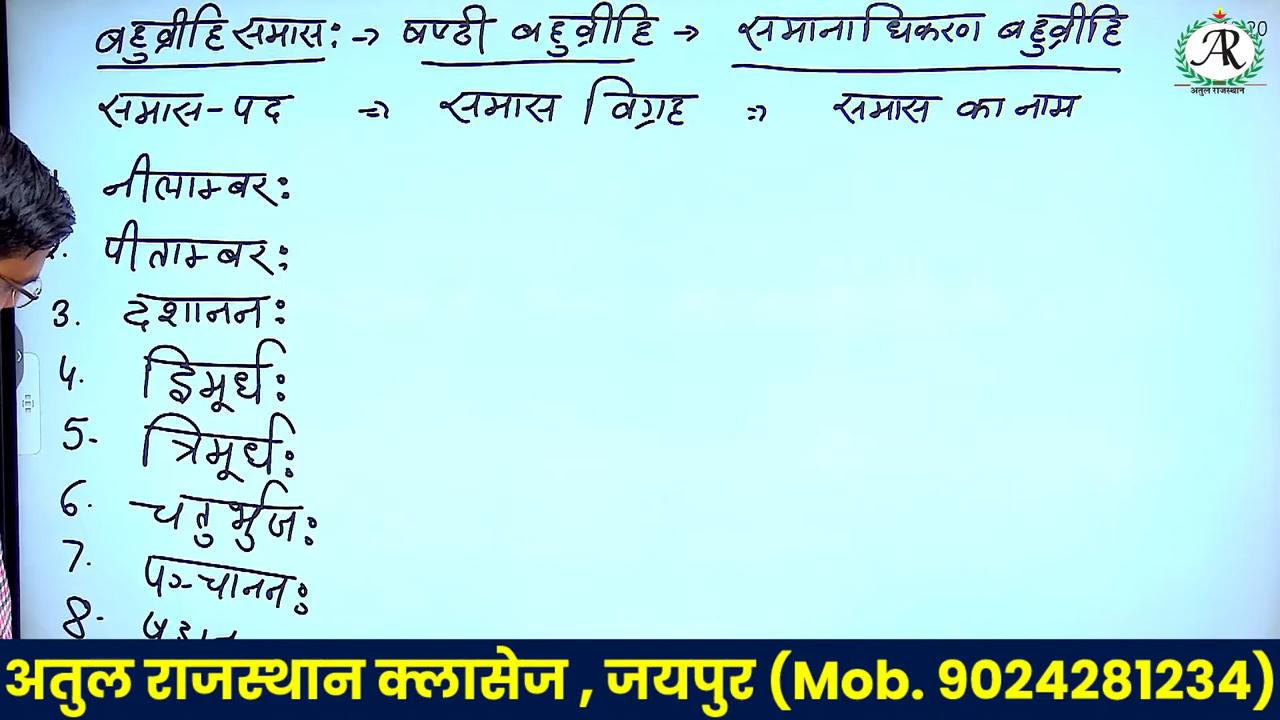 बहुव्रीहि समासः → षष्ठी बहुव्रीहि → समानाधिकरण बहुव्रीहि
समास-पद → समास विग्रह → समास का नाम
नीलाम्बरः
पीताम्बरः
3. दशाननः
4. द्विमूर्धः
5- त्रिमूर्धः
6. चतुर्भुजः
7. पञ्चाननः
8-
AR
अतुल राजस्थान
अतुल राजस्थान क्लासेज , जयपुर (Mob. 9024281234)